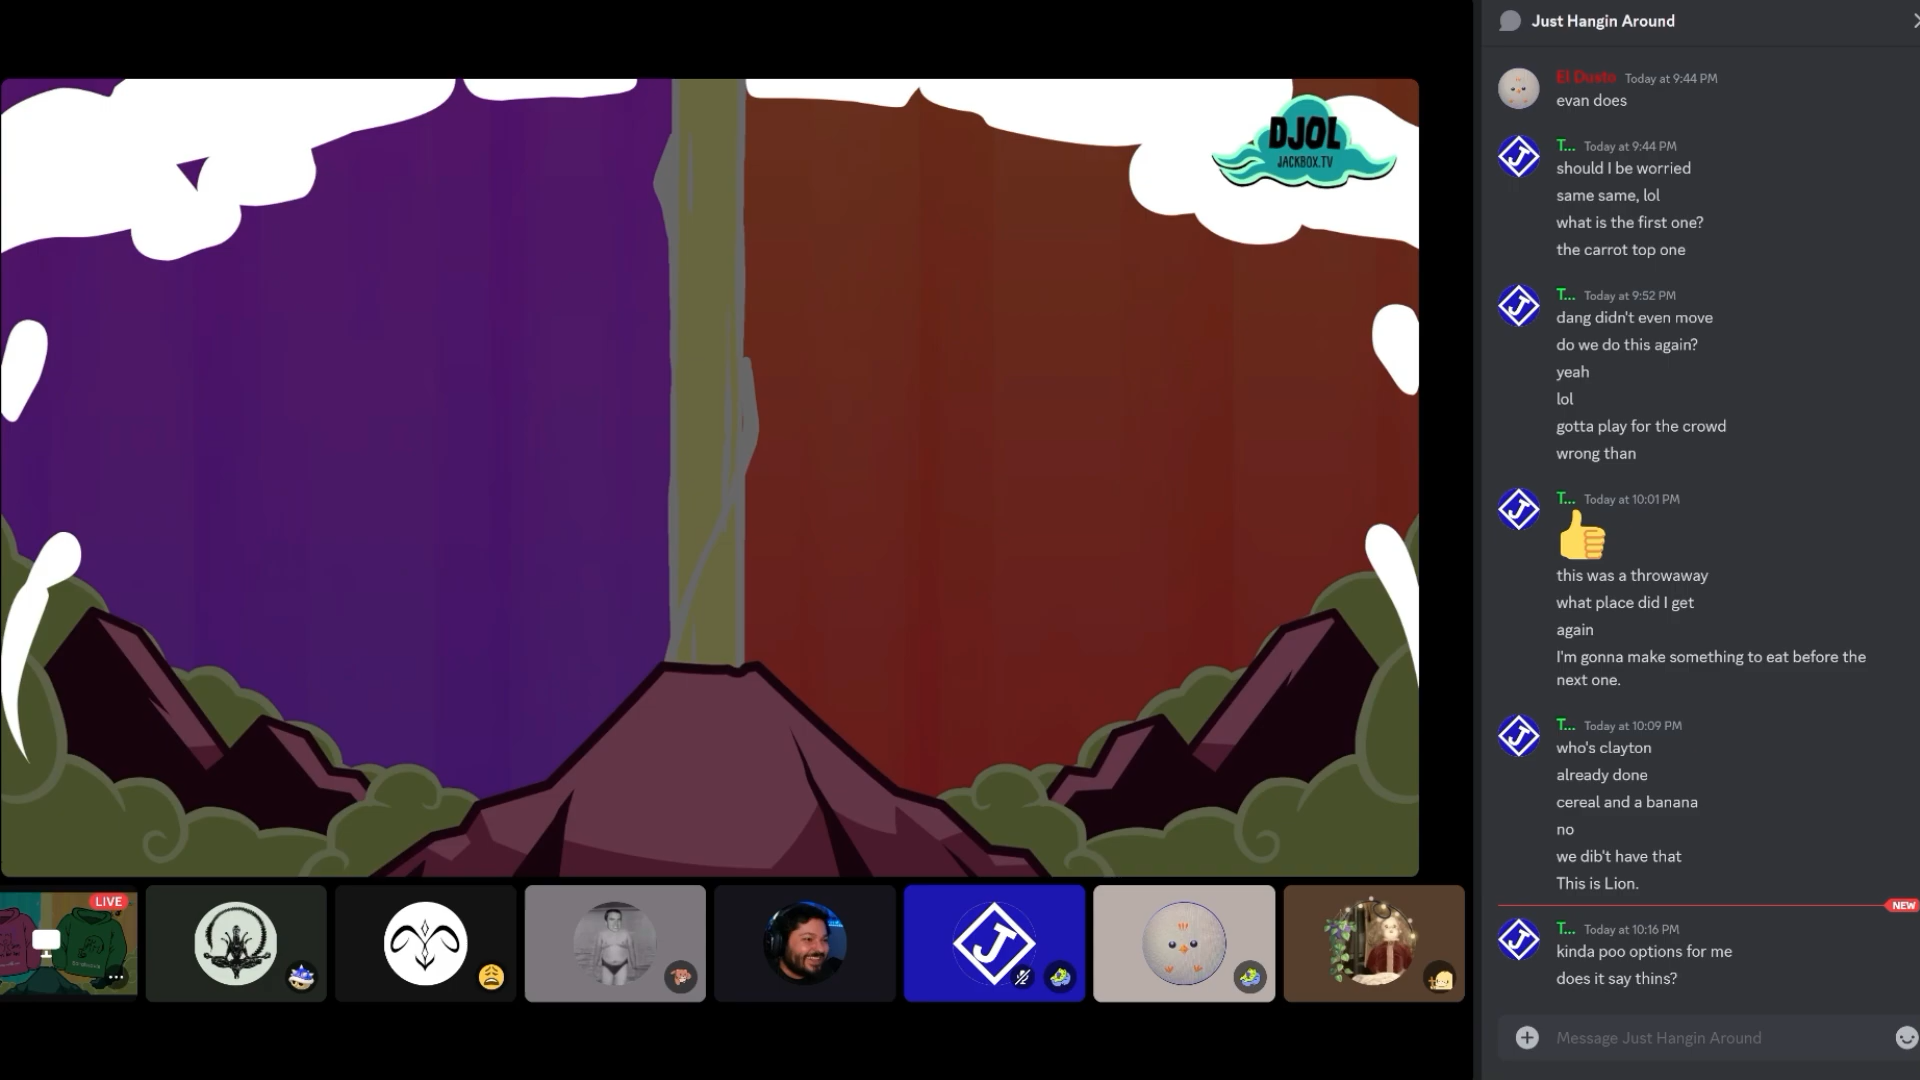 DJOL
JACKBOX.TV
LIVE
Just Hangin Around
El Dusto Today at 9:44 PM
evan does
T... Today at 9:44 PM
should I be worried
same same, lol
what is the first one?
the carrot top one
T... Today at 9:52 PM
dang didn't even move
do we do this again?
yeah
lol
gotta play for the crowd
wrong than
T... Today at 10:01 PM
this was a throwaway
what place did I get
again
I'm gonna make something to eat before the
next one.
T... Today at 10:09 PM
who's clayton
already done
cereal and a banana
no
we dib't have that
This is Lion.
NEW
T... Today at 10:16 PM
kinda poo options for me
does it say thins?
Message Just Hangin Around